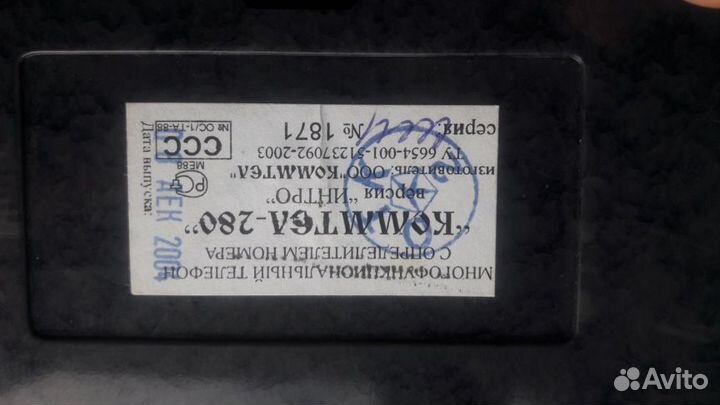 МНОГОФУНКЦИОНАЛЬНЫЙ ТЕЛЕФОН
С ОПРЕДЕЛИТЕЛЕМ НОМЕРА
"КОММТЕЛ-280"
версия "ИНТРО"
изготовитель: ООО "КОММТЕЛ"
ТУ 6654-001-51237092-2003
серия: № 1871
Дата выпуска:
ДЕК 2004
МЕ88
ССС
№ ОС/1-ТА-88
Avito